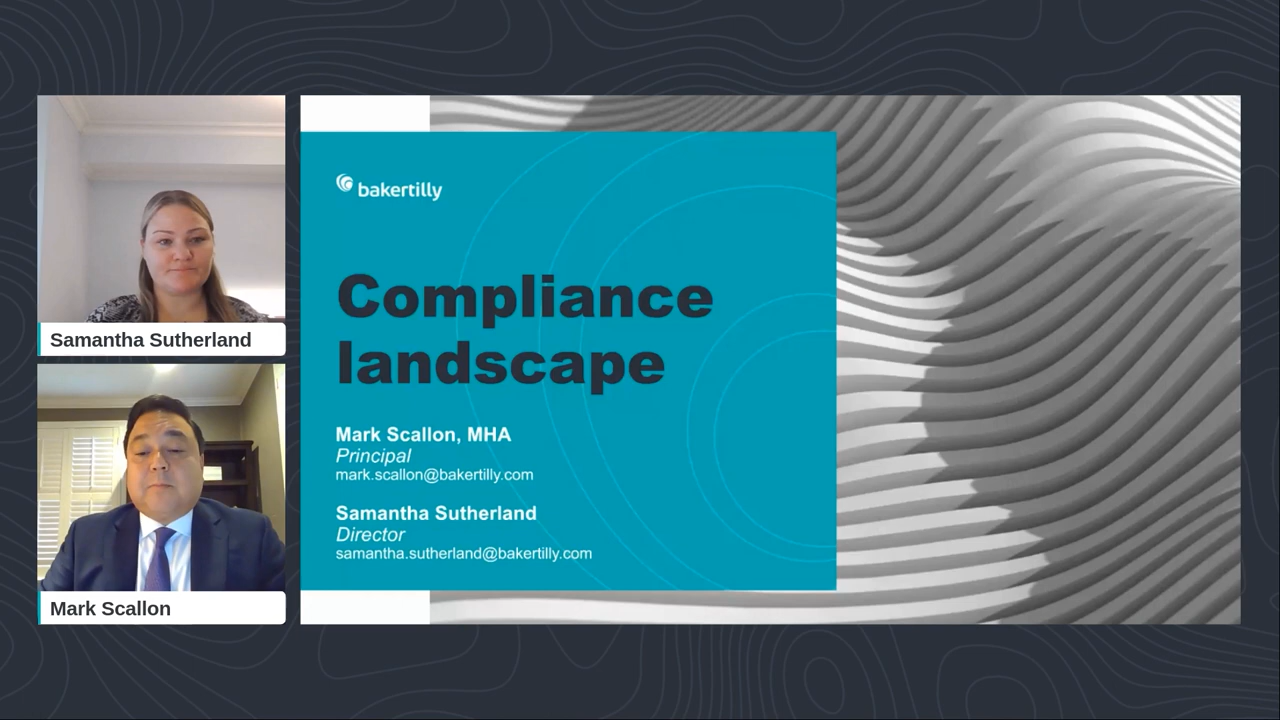 Samantha Sutherland
Mark Scallon
bakertilly
Compliance
landscape
Mark Scallon, MHA
Principal
mark.scallon@bakertilly.com
Samantha Sutherland
Director
samantha.sutherland@bakertilly.com